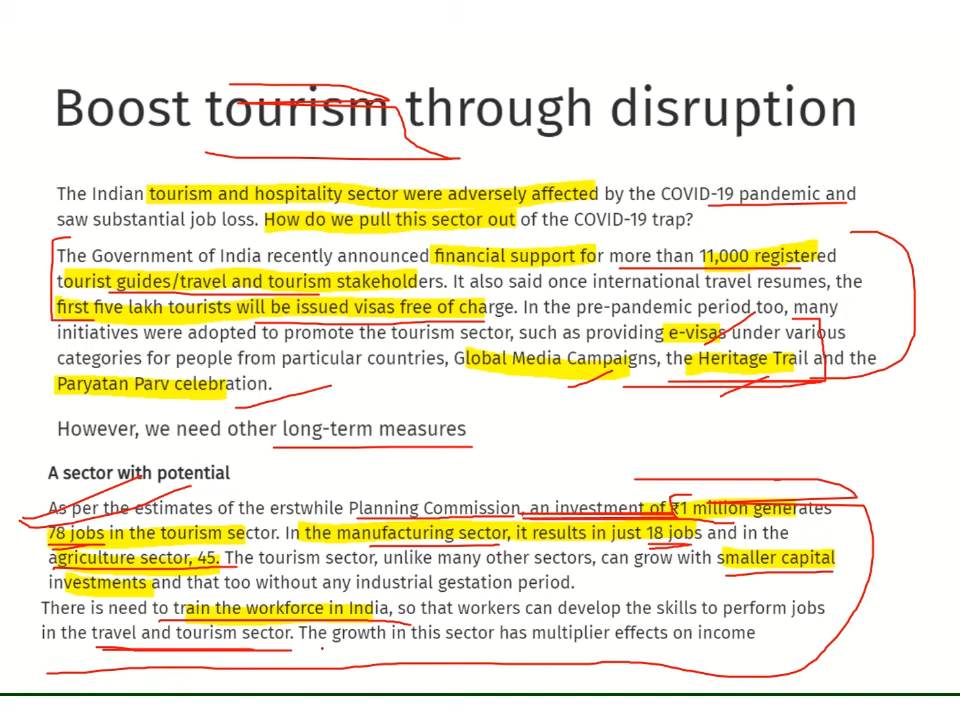 Boost tourism through disruption
The Indian tourism and hospitality sector were adversely affected by the COVID-19 pandemic and
saw substantial job loss. How do we pull this sector out of the COVID-19 trap?
The Government of India recently announced financial support for more than 11,000 registered
tourist guides/travel and tourism stakeholders. It also said once international travel resumes, the
first five lakh tourists will be issued visas free of charge. In the pre-pandemic period too, many
initiatives were adopted to promote the tourism sector, such as providing e-visas under various
categories for people from particular countries, Global Media Campaigns, the Heritage Trail and the
Paryatan Parv celebration.
However, we need other long-term measures
A sector with potential
As per the estimates of the erstwhile Planning Commission, an investment of ₹1 million generates
78 jobs in the tourism sector. In the manufacturing sector, it results in just 18 jobs and in the
agriculture sector, 45. The tourism sector, unlike many other sectors, can grow with smaller capital
investments and that too without any industrial gestation period.
There is need to train the workforce in India, so that workers can develop the skills to perform jobs
in the travel and tourism sector. The growth in this sector has multiplier effects on income